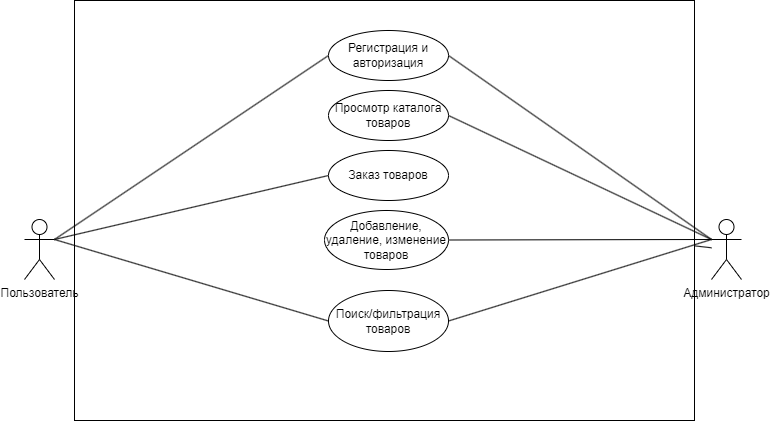 Регистрация и
авторизация
Просмотр каталога
товаров
Заказ товаров
Добавление,
удаление, изменение
товаров
Пользователь
Администратор
Поиск/фильтрация
товаров